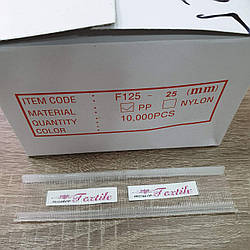 ITEM CODE : F125 - 25 (mm)
MATERIAL : ☑ PP ☐ NYLON
QUANTITY : 10,000PCS
COLOR :
Textile
Textile